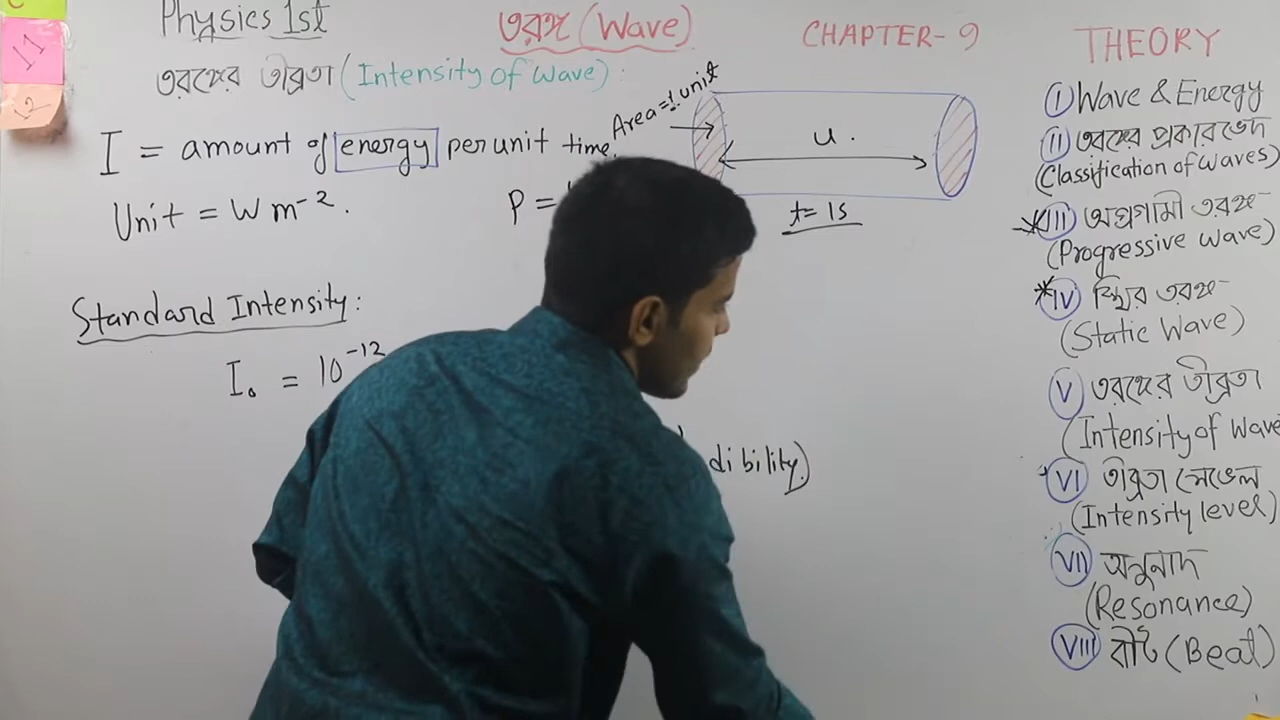 Physics 1st
তরঙ্গ (Wave)
CHAPTER- 9
তরঙ্গের তীব্রতা (Intensity of Wave) :
I = amount of energy per unit time.
Unit = W m⁻² .
P =
Area = 1 unit
u .
t = 1s
Standard Intensity :
I₀ = 10⁻¹²
dibility)
THEORY
I Wave & Energy
II তরঙ্গের প্রকারভেদ
(Classification of Waves)
III অগ্রগামী তরঙ্গ
(Progressive Wave)
IV স্থির তরঙ্গ
(Static Wave)
V তরঙ্গের তীব্রতা
(Intensity of Wave
VI তীব্রতা লেভেল
(Intensity level)
VII অনুনাদ
(Resonance)
VIII বীট (Beat)
11
12